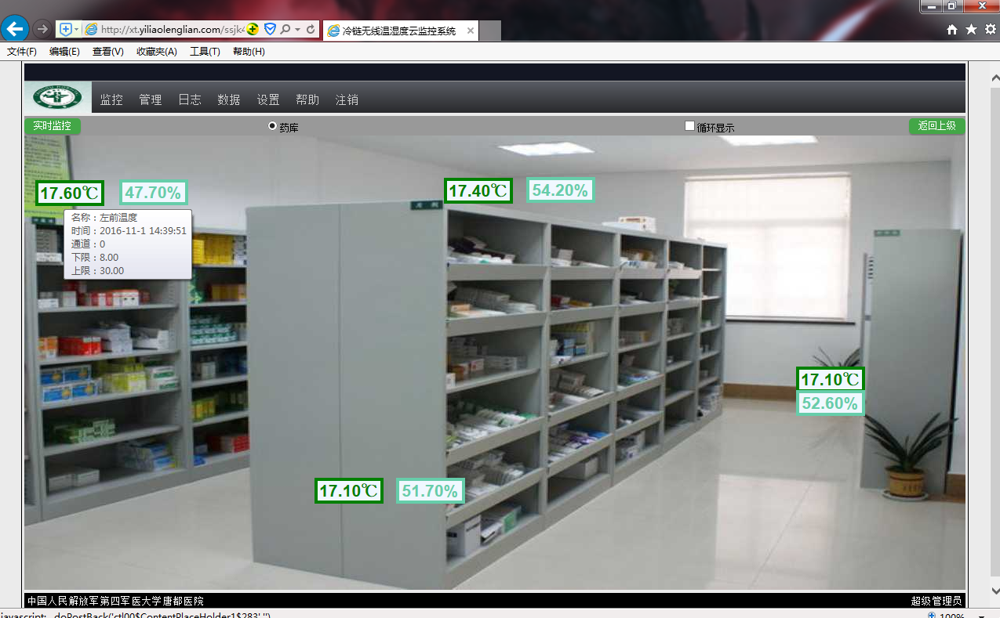 http://xt.yiliaolenglian.com/ssjk4
冷链无线温湿度云监控系统
文件(F) 编辑(E) 查看(V) 收藏夹(A) 工具(T) 帮助(H)
监控 管理 日志 数据 设置 帮助 注销
实时监控 药库 循环显示 返回上级
17.60℃ 47.70% 17.40℃ 54.20%
名称：左前温度
时间：2016-11-1 14:39:51
通道：0
下限：8.00
上限：30.00
17.10℃
52.60%
17.10℃ 51.70%
中国人民解放军第四军医大学唐都医院 超级管理员
javascript:__doPostBack('ctl00$ContentPlaceHolder1$283','')
100%